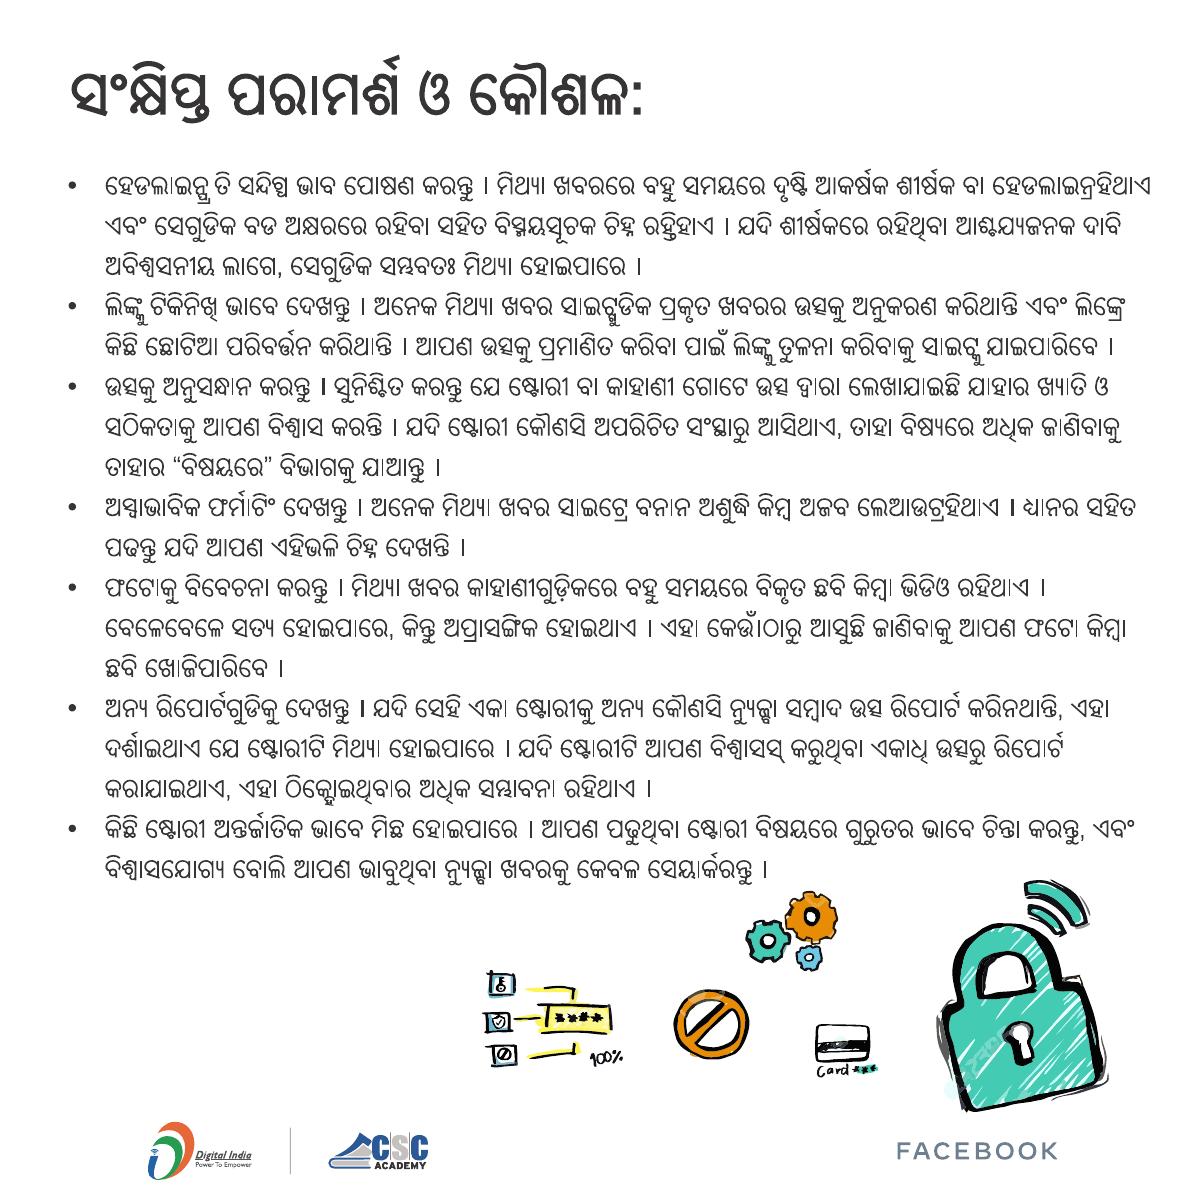 ସଂକ୍ଷିପ୍ତ ପରାମର୍ଶ ଓ କୌଶଳ:
• ହେଡଲାଇନ୍ପ୍ରତି ସନ୍ଦିଗ୍ଧ ଭାବ ପୋଷଣ କରନ୍ତୁ । ମିଥ୍ୟା ଖବରରେ ବହୁ ସମୟରେ ଦୃଷ୍ଟି ଆକର୍ଷକ ଶୀର୍ଷକ ବା ହେଡଲାଇନ୍ରହିଥାଏ
ଏବଂ ସେଗୁଡିକ ବଡ ଅକ୍ଷରରେ ରହିବା ସହିତ ବିସ୍ମୟସୂଚକ ଚିହ୍ନ ରହିଥାଏ । ଯଦି ଶୀର୍ଷକରେ ରହିଥିବା ଆଶ୍ଚଯ୍ୟଜନକ ଦାବି
ଅବିଶ୍ୱସନୀୟ ଲାଗେ, ସେଗୁଡିକ ସମ୍ଭବତଃ ମିଥ୍ୟା ହୋଇପାରେ ।
• ଲିଙ୍କ୍କୁ ଟିକିନିଖି ଭାବେ ଦେଖନ୍ତୁ । ଅନେକ ମିଥ୍ୟା ଖବର ସାଇଟ୍ଗୁଡିକ ପ୍ରକୃତ ଖବରର ଉତ୍ସକୁ ଅନୁକରଣ କରିଥାନ୍ତି ଏବଂ ଲିଙ୍କ୍ରେ
କିଛି ଛୋଟିଆ ପରିବର୍ତ୍ତନ କରିଥାନ୍ତି । ଆପଣ ଉତ୍ସକୁ ପ୍ରମାଣିତ କରିବା ପାଇଁ ଲିଙ୍କ୍କୁ ତୁଳନା କରିବାକୁ ସାଇଟ୍କୁ ଯାଇପାରିବେ ।
• ଉତ୍ସକୁ ଅନୁସନ୍ଧାନ କରନ୍ତୁ । ସୁନିଶ୍ଚିତ କରନ୍ତୁ ଯେ ଷ୍ଟୋରୀ ବା କାହାଣୀ ଗୋଟେ ଉତ୍ସ ଦ୍ୱାରା ଲେଖାଯାଇଛି ଯାହାର ଖ୍ୟାତି ଓ
ସଠିକତାକୁ ଆପଣ ବିଶ୍ୱାସ କରନ୍ତି । ଯଦି ଷ୍ଟୋରୀ କୌଣସି ଅପରିଚିତ ସଂସ୍ଥାରୁ ଆସିଥାଏ, ତାହା ବିଷ୍ୟରେ ଅଧିକ ଜାଣିବାକୁ
ତାହାର “ବିଷୟରେ” ବିଭାଗକୁ ଯାଆନ୍ତୁ ।
• ଅସ୍ୱାଭାବିକ ଫର୍ମାଟିଂ ଦେଖନ୍ତୁ । ଅନେକ ମିଥ୍ୟା ଖବର ସାଇଟ୍ରେ ବନାନ ଅଶୁଦ୍ଧି କିମ୍ବ ଅଜବ ଲେଆଉଟ୍ରହିଥାଏ । ଧ୍ୟାନର ସହିତ
ପଢନ୍ତୁ ଯଦି ଆପଣ ଏହିଭଳି ଚିହ୍ନ ଦେଖନ୍ତି ।
• ଫଟୋକୁ ବିବେଚନା କରନ୍ତୁ । ମିଥ୍ୟା ଖବର କାହାଣୀଗୁଡ଼ିକରେ ବହୁ ସମୟରେ ବିକୃତ ଛବି କିମ୍ବା ଭିଡିଓ ରହିଥାଏ ।
ବେଳେବେଳେ ସତ୍ୟ ହୋଇପାରେ, କିନ୍ତୁ ଅପ୍ରାସଙ୍ଗିକ ହୋଇଥାଏ । ଏହା କେଉଁଠାରୁ ଆସୁଛି ଜାଣିବାକୁ ଆପଣ ଫଟୋ କିମ୍ବା
ଛବି ଖୋଜିପାରିବେ ।
• ଅନ୍ୟ ରିପୋର୍ଟଗୁଡିକୁ ଦେଖନ୍ତୁ । ଯଦି ସେହି ଏକା ଷ୍ଟୋରୀକୁ ଅନ୍ୟ କୌଣସି ନ୍ୟୁଜ୍ବା ସମ୍ବାଦ ଉତ୍ସ ରିପୋର୍ଟ କରିନଥାନ୍ତି, ଏହା
ଦର୍ଶାଇଥାଏ ଯେ ଷ୍ଟୋରୀଟି ମିଥ୍ୟା ହୋଇପାରେ । ଯଦି ଷ୍ଟୋରୀଟି ଆପଣ ବିଶ୍ୱାସସ୍ କରୁଥିବା ଏକାଧି ଉତ୍ସରୁ ରିପୋର୍ଟ
କରାଯାଇଥାଏ, ଏହା ଠିକ୍ହୋଇଥିବାର ଅଧିକ ସମ୍ଭାବନା ରହିଥାଏ ।
• କିଛି ଷ୍ଟୋରୀ ଅନ୍ତର୍ଜାତିକ ଭାବେ ମିଛ ହୋଇପାରେ । ଆପଣ ପଢୁଥିବା ଷ୍ଟୋରୀ ବିଷୟରେ ଗୁରୁତର ଭାବେ ଚିନ୍ତା କରନ୍ତୁ, ଏବଂ
ବିଶ୍ୱାସଯୋଗ୍ୟ ବୋଲି ଆପଣ ଭାବୁଥିବା ନ୍ୟୁଜ୍ବା ଖବରକୁ କେବଳ ସେୟାର୍କରନ୍ତୁ ।
****
100%
Card ***
Digital India
Power To Empower
CSC
ACADEMY
FACEBOOK